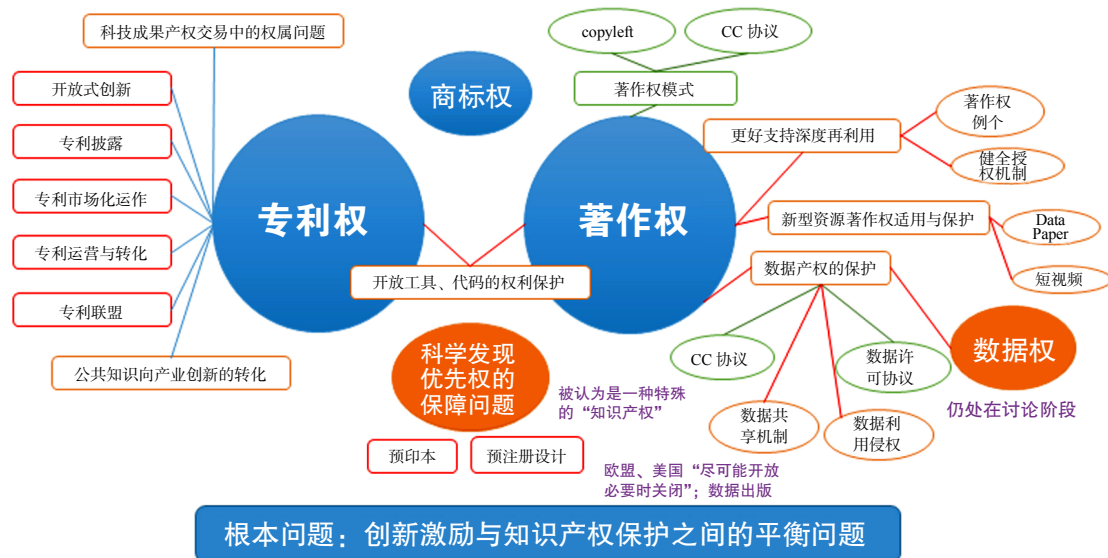 科技成果产权交易中的权属问题
开放式创新
专利披露
专利市场化运作
专利运营与转化
专利联盟
公共知识向产业创新的转化
专利权
商标权
copyleft
CC 协议
著作权模式
著作权
更好支持深度再利用
著作权
例个
健全授
权机制
新型资源著作权适用与保护
Data
Paper
短视频
开放工具、代码的权利保护
数据产权的保护
CC 协议
数据许
可协议
数据共
享机制
数据利
用侵权
数据权
仍处在讨论阶段
科学发现
优先权的
保障问题
被认为是一种特殊
的“知识产权”
预印本
预注册设计
欧盟、美国“尽可能开放
必要时关闭”；数据出版
根本问题：创新激励与知识产权保护之间的平衡问题